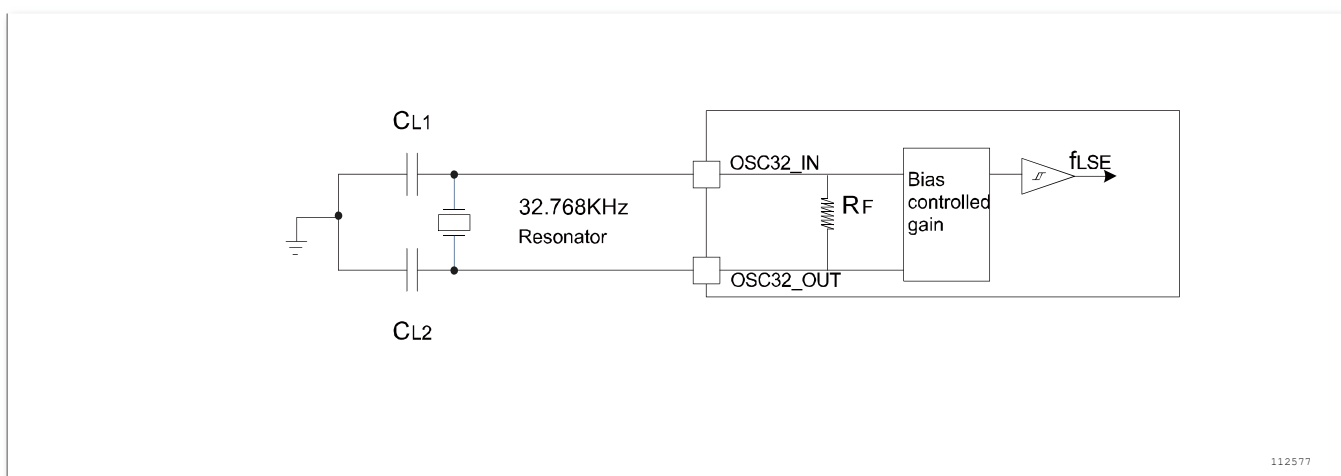 CL1
OSC32_IN
fLSE
32.768KHz
Resonator
RF
Bias
controlled
gain
OSC32_OUT
CL2
112577